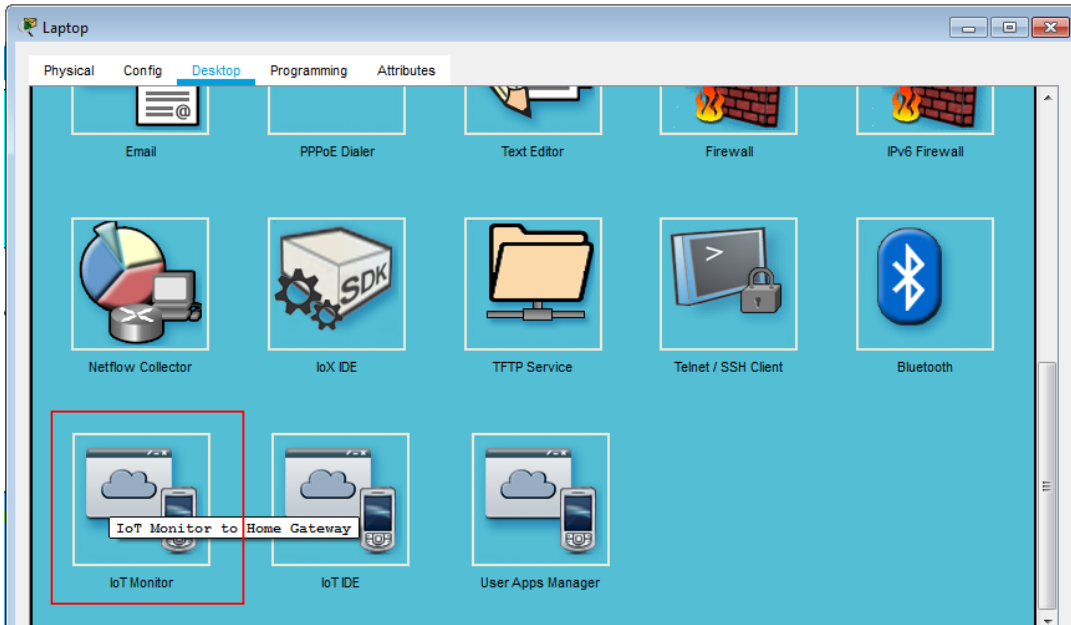 Laptop
Physical Config Desktop Programming Attributes
@
Email PPPoE Dialer Text Editor Firewall IPv6 Firewall
SDK
>
Netflow Collector IoX IDE TFTP Service Telnet / SSH Client Bluetooth
IoT Monitor to Home Gateway
IoT Monitor IoT IDE User Apps Manager